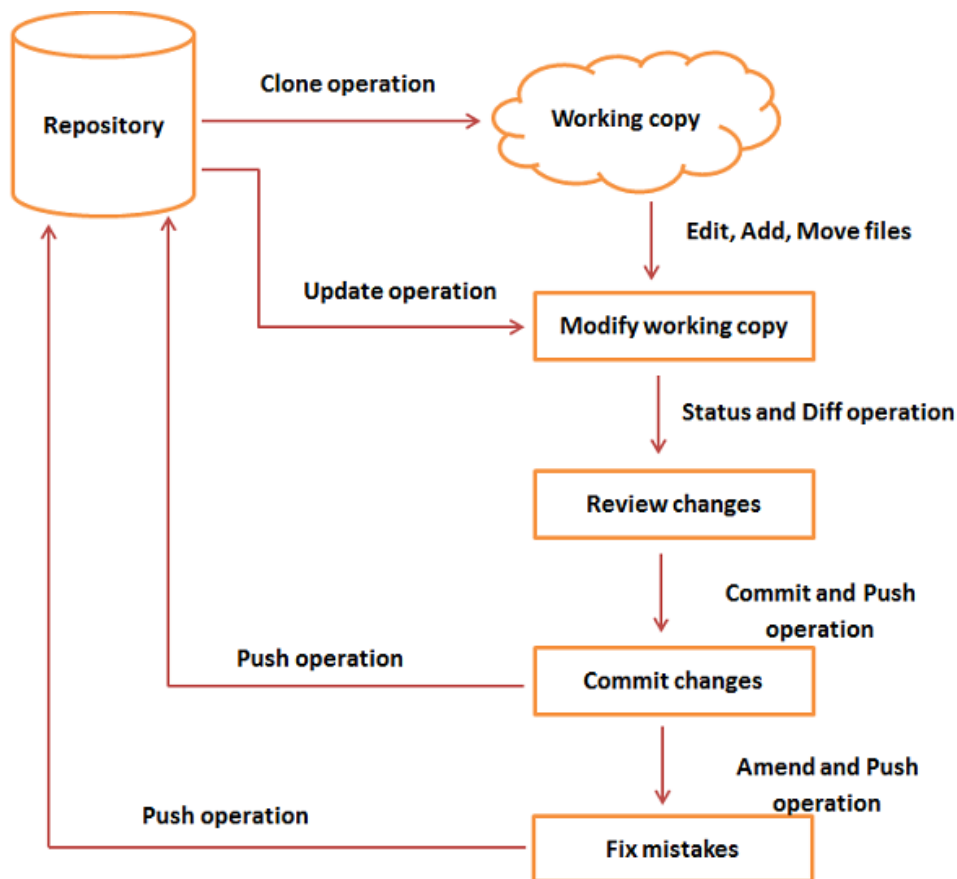 Clone operation
Repository
Working copy
Edit, Add, Move files
Update operation
Modify working copy
Status and Diff operation
Review changes
Commit and Push
operation
Push operation
Commit changes
Amend and Push
operation
Push operation
Fix mistakes